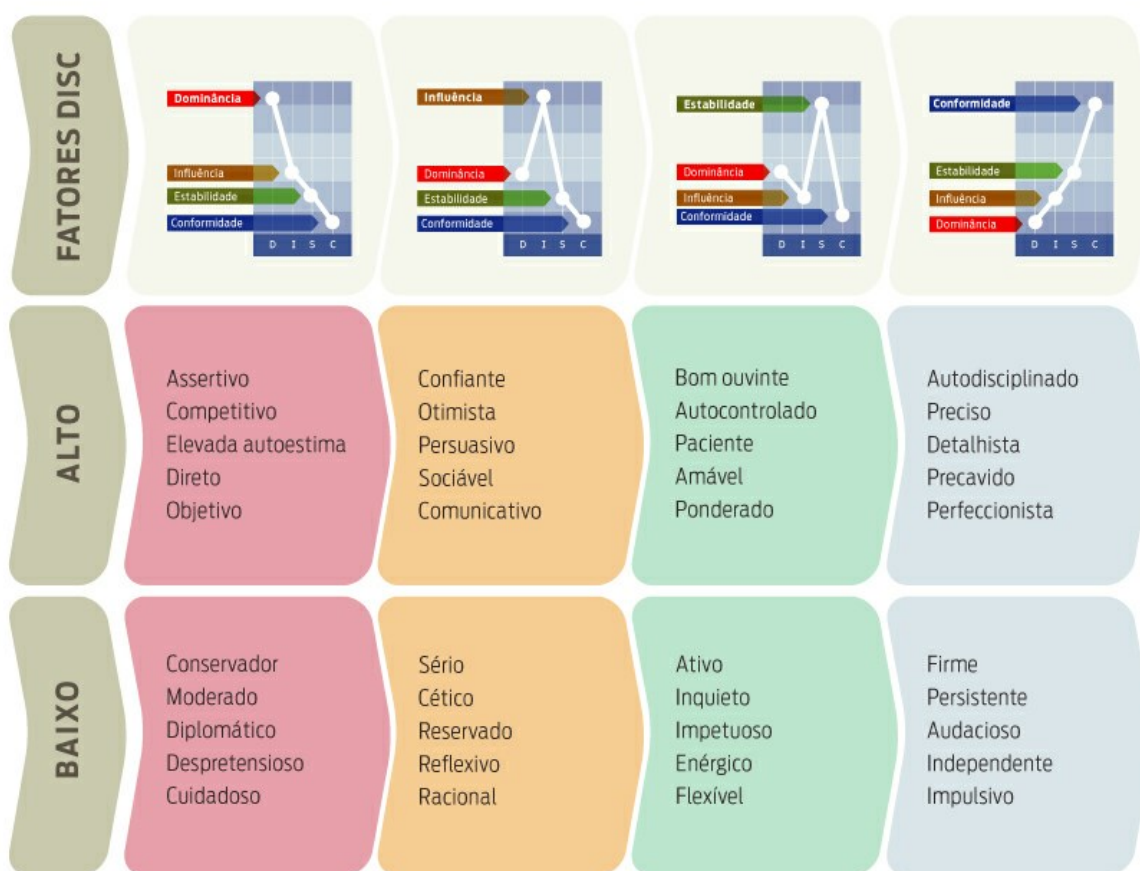 FATORES DISC
Dominância
Influência
Estabilidade
Conformidade
D I S C
Influência
Dominância
Estabilidade
Conformidade
D I S C
Estabilidade
Dominância
Influência
Conformidade
D I S C
Conformidade
Estabilidade
Influência
Dominância
D I S C
ALTO
Assertivo
Competitivo
Elevada autoestima
Direto
Objetivo
Confiante
Otimista
Persuasivo
Sociável
Comunicativo
Bom ouvinte
Autocontrolado
Paciente
Amável
Ponderado
Autodisciplinado
Preciso
Detalhista
Precavido
Perfeccionista
BAIXO
Conservador
Moderado
Diplomático
Despretensioso
Cuidadoso
Sério
Cético
Reservado
Reflexivo
Racional
Ativo
Inquieto
Impetuoso
Enérgico
Flexível
Firme
Persistente
Audacioso
Independente
Impulsivo